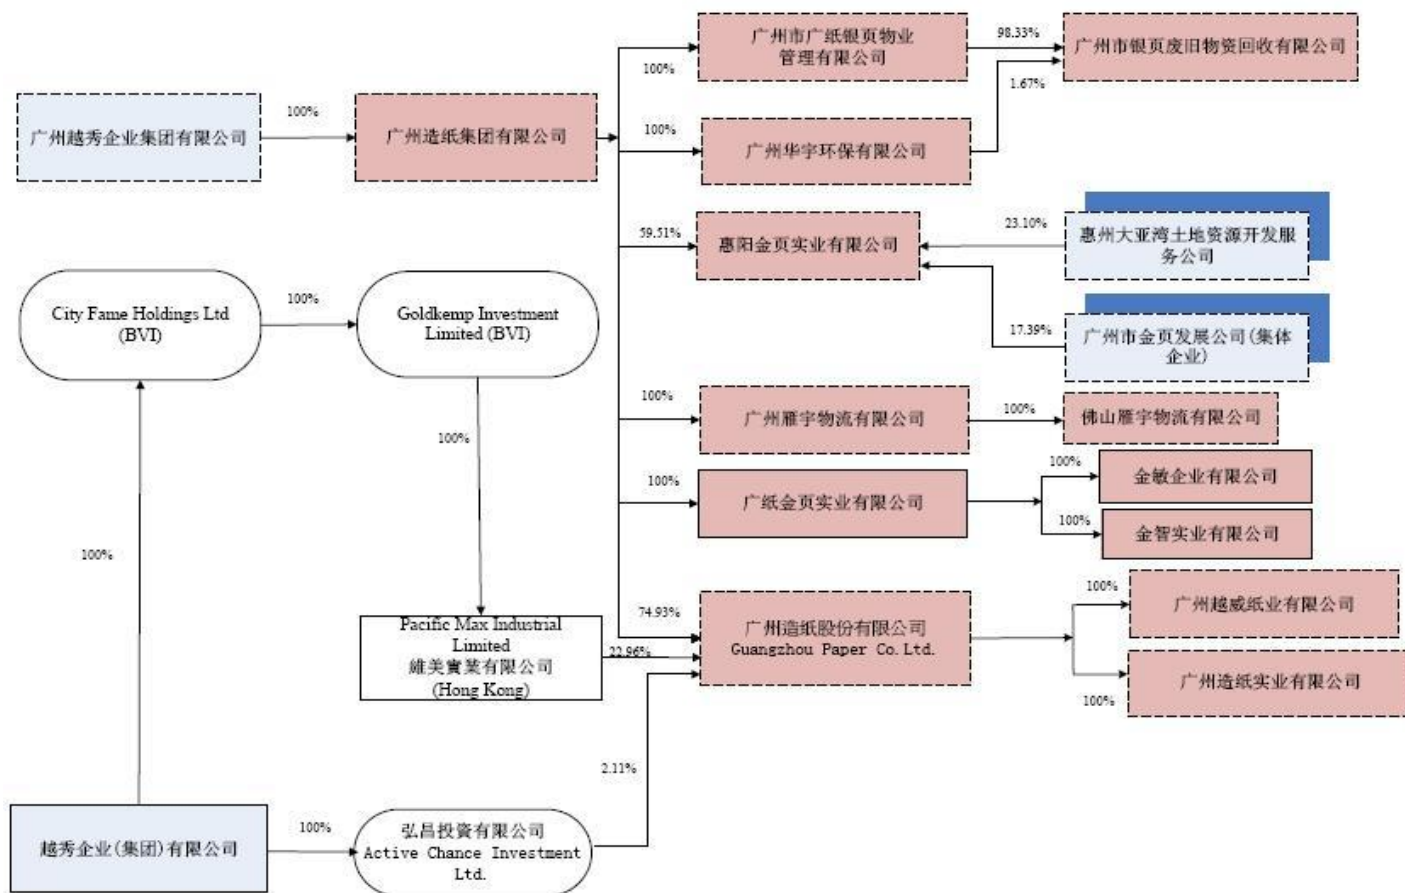 广州市广纸银页物业
管理有限公司
98.33%
广州市银页废旧物资回收有限公司
100%
1.67%
广州越秀企业集团有限公司
100%
广州造纸集团有限公司
100%
广州华宇环保有限公司
59.51%
惠阳金页实业有限公司
23.10%
惠州大亚湾土地资源开发服
务公司
City Fame Holdings Ltd
(BVI)
100%
Goldkemp Investment
Limited (BVI)
17.39%
广州市金页发展公司(集体
企业)
100%
广州雁宇物流有限公司
100%
佛山雁宇物流有限公司
100%
100%
广纸金页实业有限公司
100%
金敏企业有限公司
100%
金智实业有限公司
100%
74.93%
Pacific Max Industrial
Limited
維美實業有限公司
(Hong Kong)
22.96%
广州造纸股份有限公司
Guangzhou Paper Co.Ltd.
100%
广州越威纸业有限公司
100%
广州造纸实业有限公司
2.11%
越秀企业(集团)有限公司
100%
弘昌投資有限公司
Active Chance Investment
Ltd.